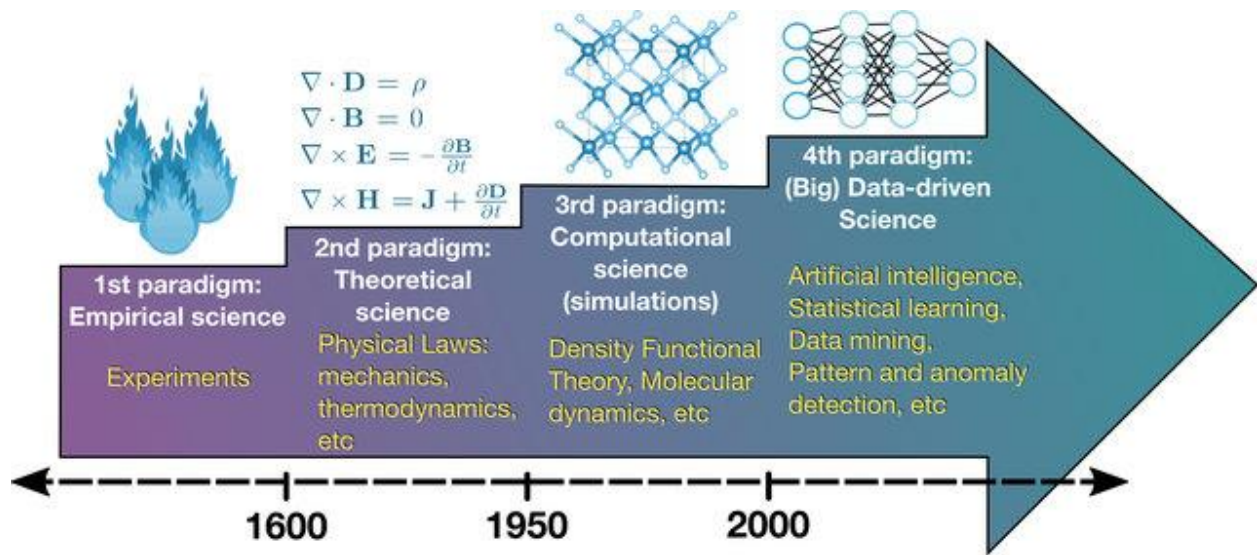 ∇ · D = ρ
∇ · B = 0
∇ × E = -∂B/∂t
∇ × H = J + ∂D/∂t
1st paradigm:
Empirical science
Experiments
2nd paradigm:
Theoretical
science
Physical Laws:
mechanics,
thermodynamics,
etc
3rd paradigm:
Computational
science
(simulations)
Density Functional
Theory, Molecular
dynamics, etc
4th paradigm:
(Big) Data-driven
Science
Artificial intelligence,
Statistical learning,
Data mining,
Pattern and anomaly
detection, etc
1600
1950
2000